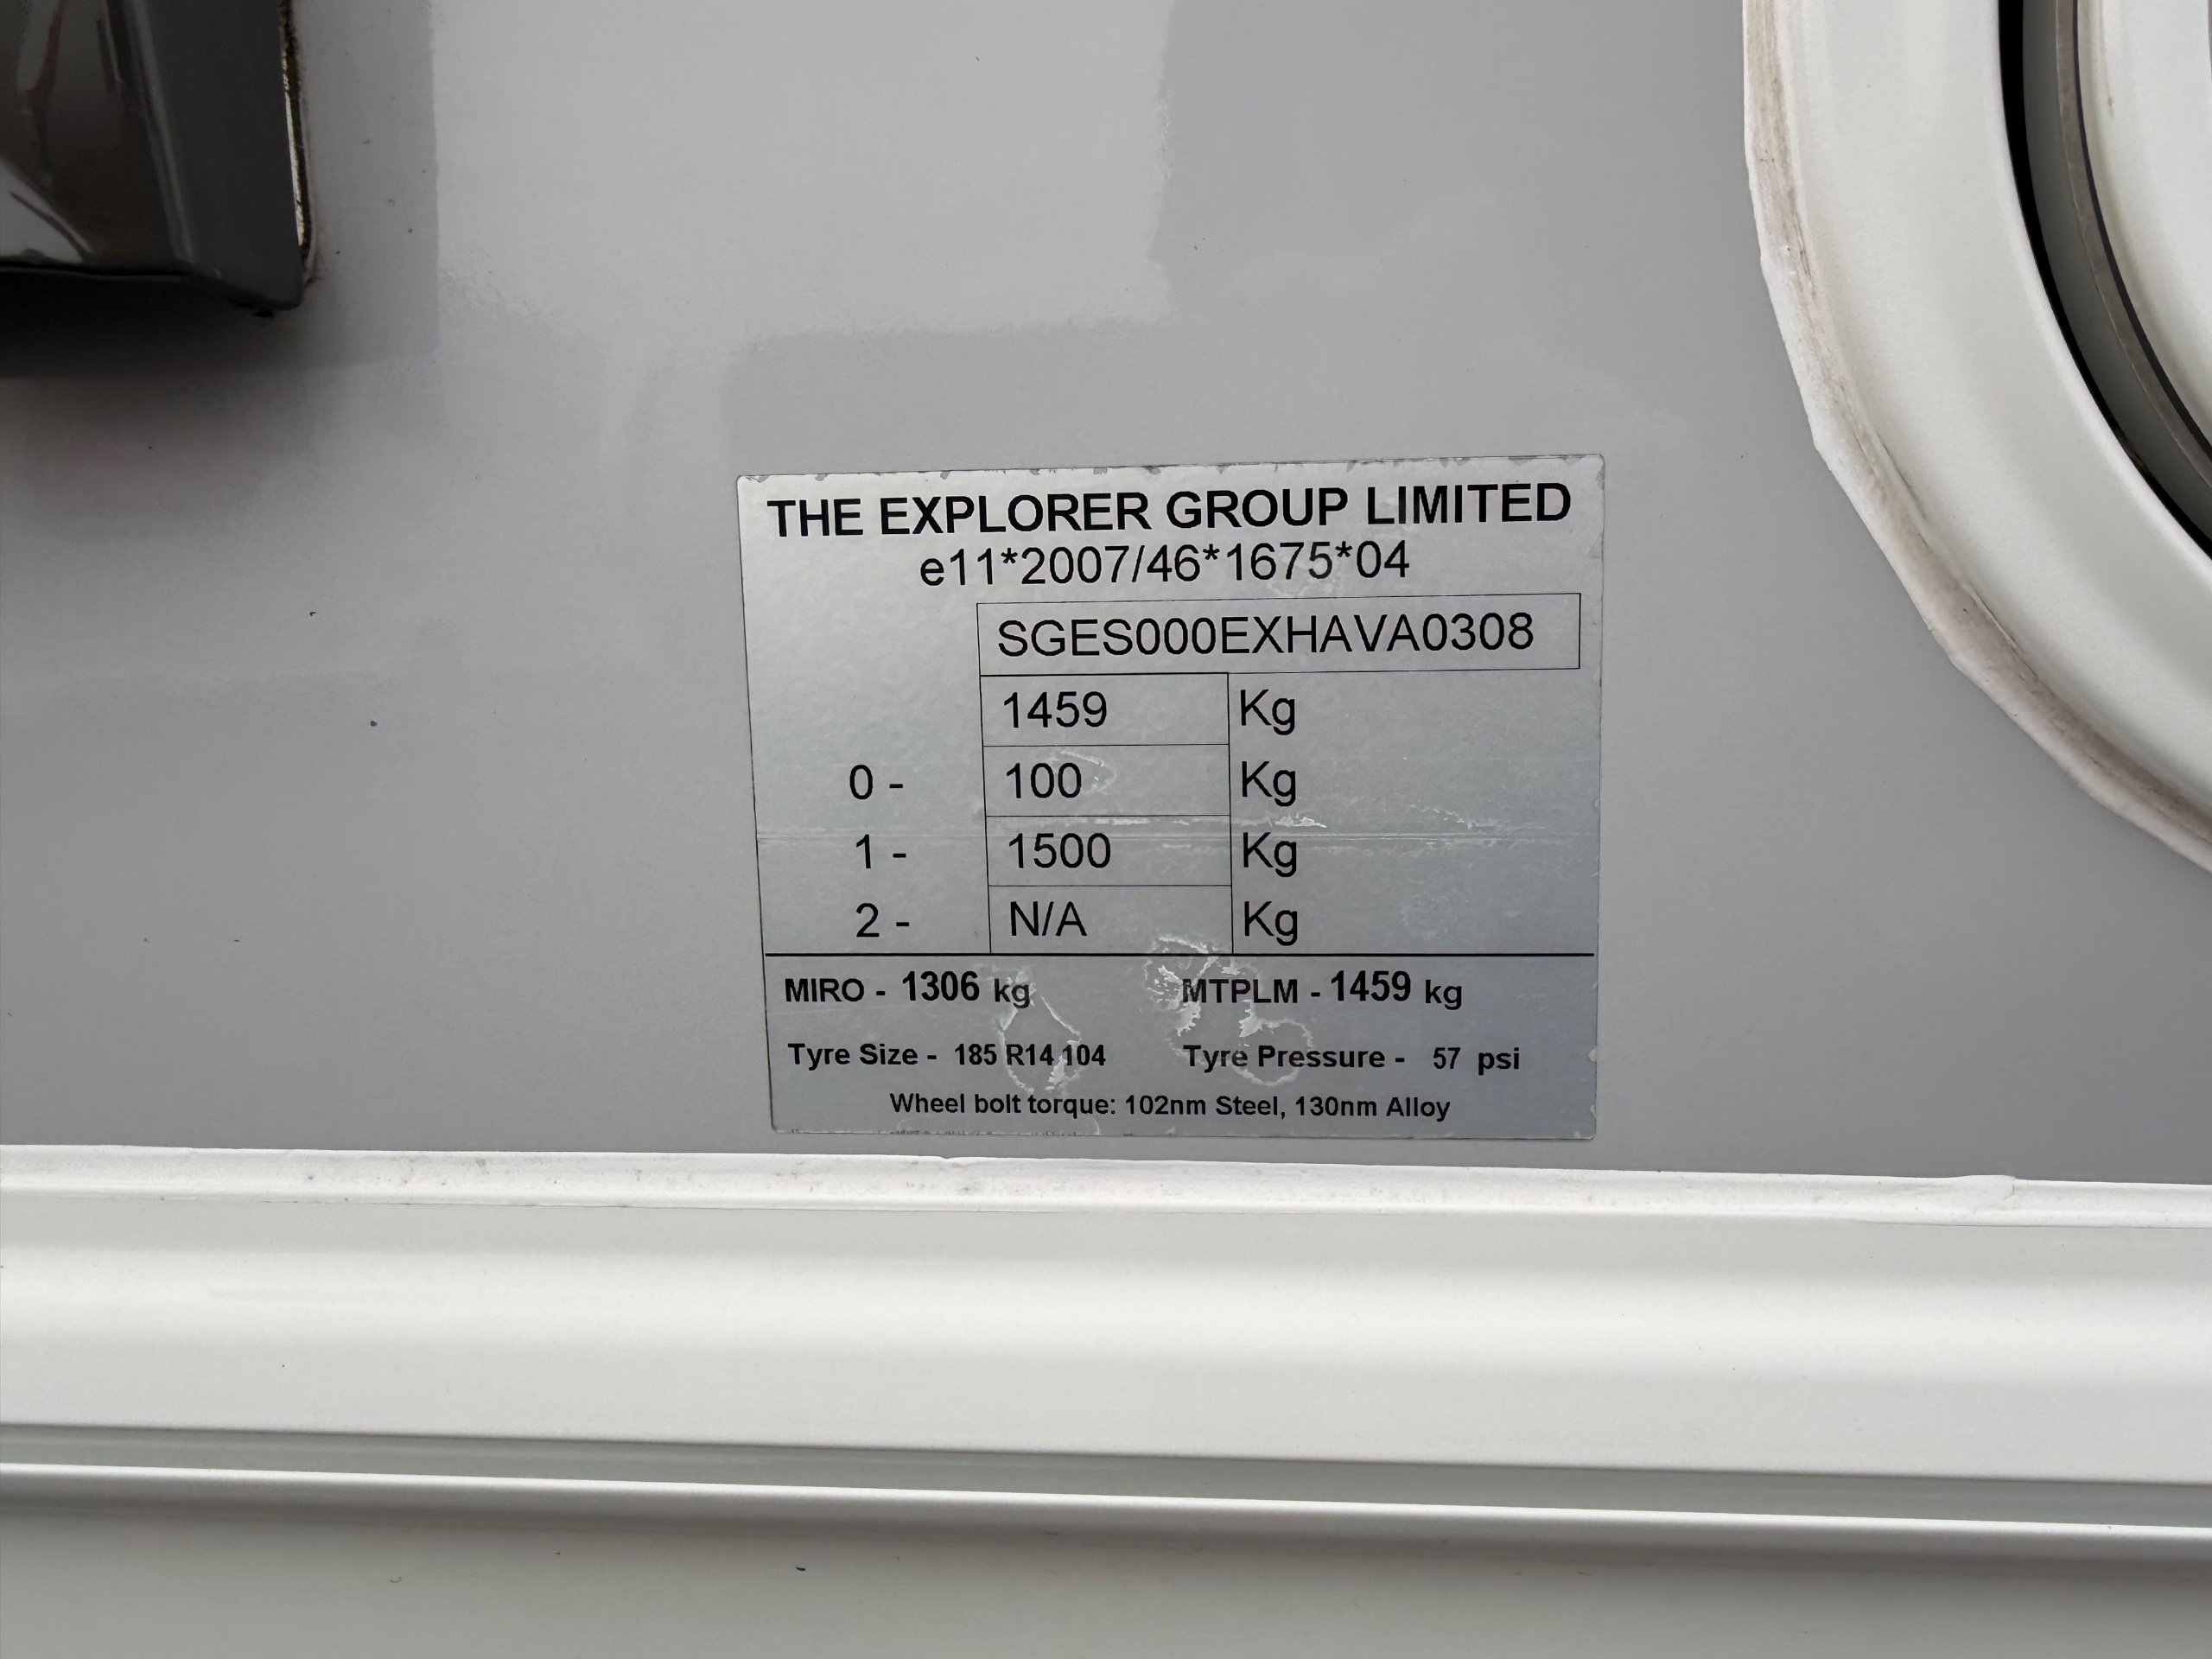 THE EXPLORER GROUP LIMITED
e11*2007/46*1675*04
SGES000EXHAVA0308
1459 Kg
0 - 100 Kg
1 - 1500 Kg
2 - N/A Kg
MIRO - 1306 kg MTPLM - 1459 kg
Tyre Size - 185 R14 104 Tyre Pressure - 57 psi
Wheel bolt torque: 102nm Steel, 130nm Alloy